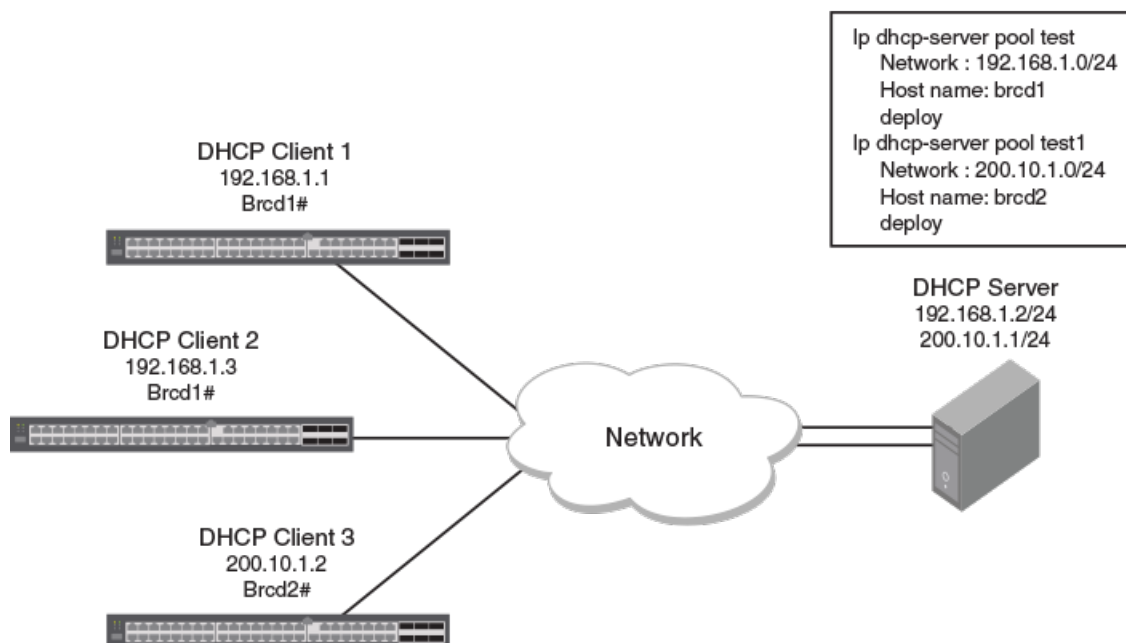 Ip dhcp-server pool test
Network : 192.168.1.0/24
Host name: brcd1
deploy
Ip dhcp-server pool test1
Network : 200.10.1.0/24
Host name: brcd2
deploy
DHCP Client 1
192.168.1.1
Brcd1#
DHCP Server
192.168.1.2/24
200.10.1.1/24
DHCP Client 2
192.168.1.3
Brcd1#
Network
DHCP Client 3
200.10.1.2
Brcd2#